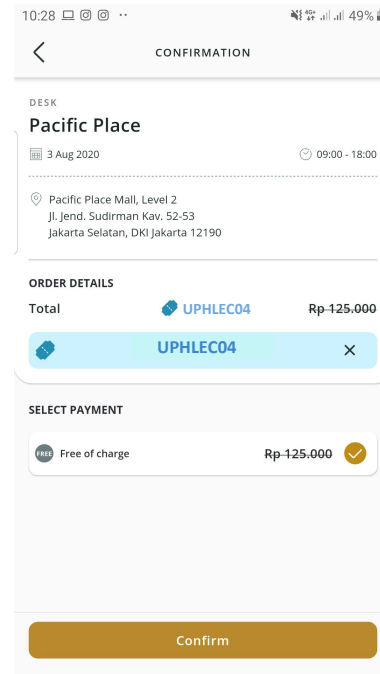 10:28
49%
CONFIRMATION
DESK
Pacific Place
3 Aug 2020
09:00 - 18:00
Pacific Place Mall, Level 2
Jl. Jend. Sudirman Kav. 52-53
Jakarta Selatan, DKI Jakarta 12190
ORDER DETAILS
Total UPHLEC04 Rp 125.000
UPHLEC04
SELECT PAYMENT
FREE Free of charge Rp 125.000
Confirm